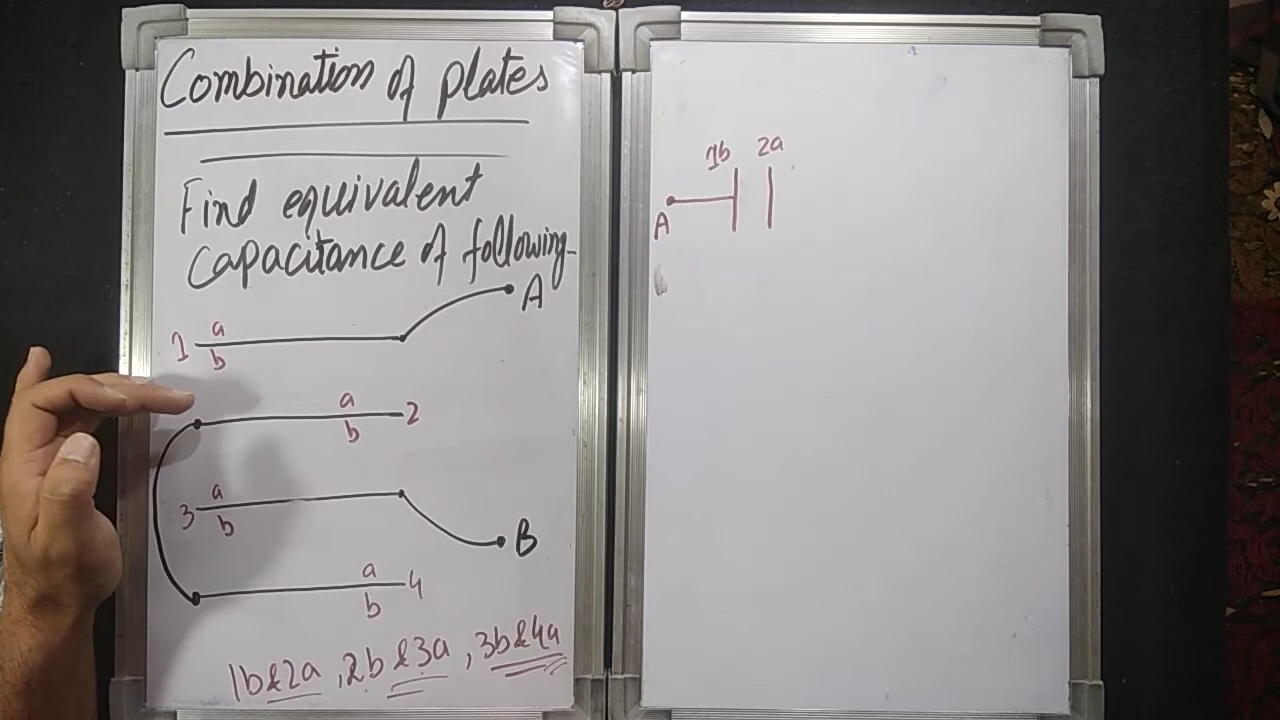 Combination of plates
Find equivalent
capacitance of following-
A
1 a
b
a 2
b
3 a
b
B
a 4
b
1b&2a, 2b&3a, 3b&4a
1b 2a
A